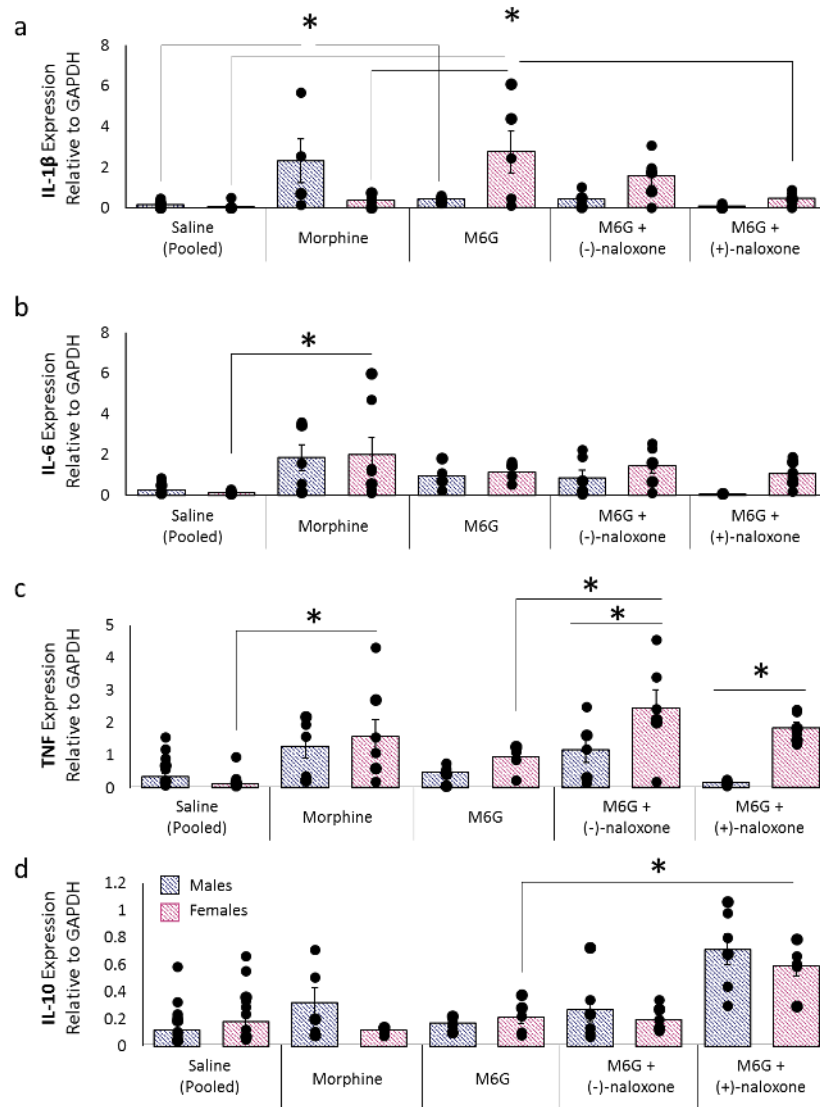 a
*
*
IL-1β Expression
Relative to GAPDH
8
6
4
2
0
Saline
(Pooled)
Morphine
M6G
M6G +
(-)-naloxone
M6G +
(+)-naloxone
b
*
IL-6 Expression
Relative to GAPDH
8
6
4
2
0
Saline
(Pooled)
Morphine
M6G
M6G +
(-)-naloxone
M6G +
(+)-naloxone
c
*
*
*
*
TNF Expression
Relative to GAPDH
5
4
3
2
1
0
Saline
(Pooled)
Morphine
M6G
M6G +
(-)-naloxone
M6G +
(+)-naloxone
d
*
IL-10 Expression
Relative to GAPDH
1.2
1
0.8
0.6
0.4
0.2
0
Males
Females
Saline
(Pooled)
Morphine
M6G
M6G +
(-)-naloxone
M6G +
(+)-naloxone